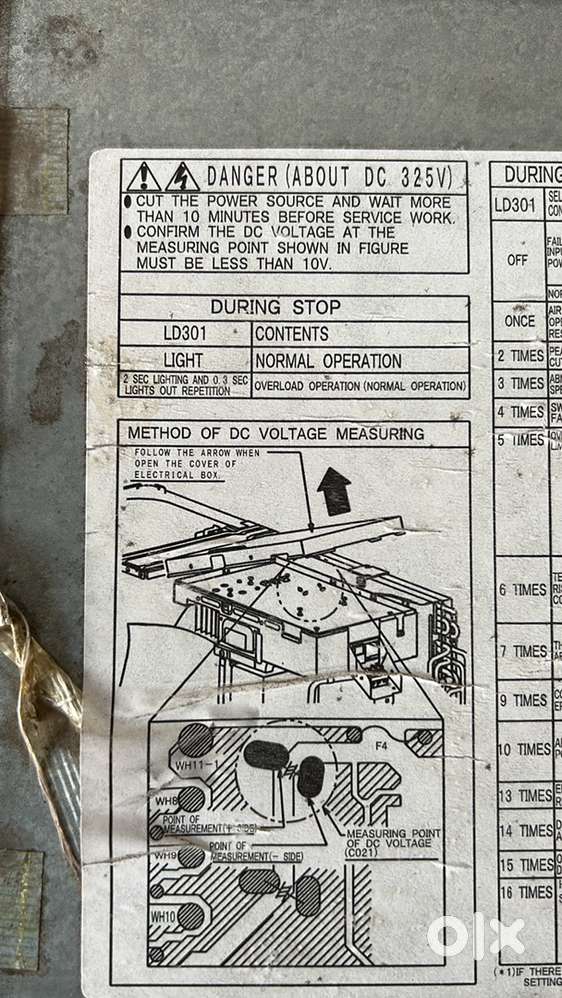 DANGER (ABOUT DC 325V)
● CUT THE POWER SOURCE AND WAIT MORE
THAN 10 MINUTES BEFORE SERVICE WORK.
● CONFIRM THE DC VOLTAGE AT THE
MEASURING POINT SHOWN IN FIGURE
MUST BE LESS THAN 10V.
DURING STOP
LD301 CONTENTS
LIGHT NORMAL OPERATION
2 SEC LIGHTING AND 0.3 SEC
LIGHTS OUT REPETITION
OVERLOAD OPERATION (NORMAL OPERATION)
METHOD OF DC VOLTAGE MEASURING
FOLLOW THE ARROW WHEN
OPEN THE COVER OF
ELECTRICAL BOX.
F4
WH11-1
WH8
POINT OF
MEASUREMENT(+ SIDE)
WH9
POINT OF
MEASUREMENT(- SIDE)
MEASURING POINT
OF DC VOLTAGE
(C021)
WH10
DURING
LD301
OFF
ONCE
2 TIMES
3 TIMES
4 TIMES
5 TIMES
6 TIMES
7 TIMES
9 TIMES
10 TIMES
13 TIMES
14 TIMES
15 TIMES
16 TIMES
(*1)IF THERE
SETTING
olx